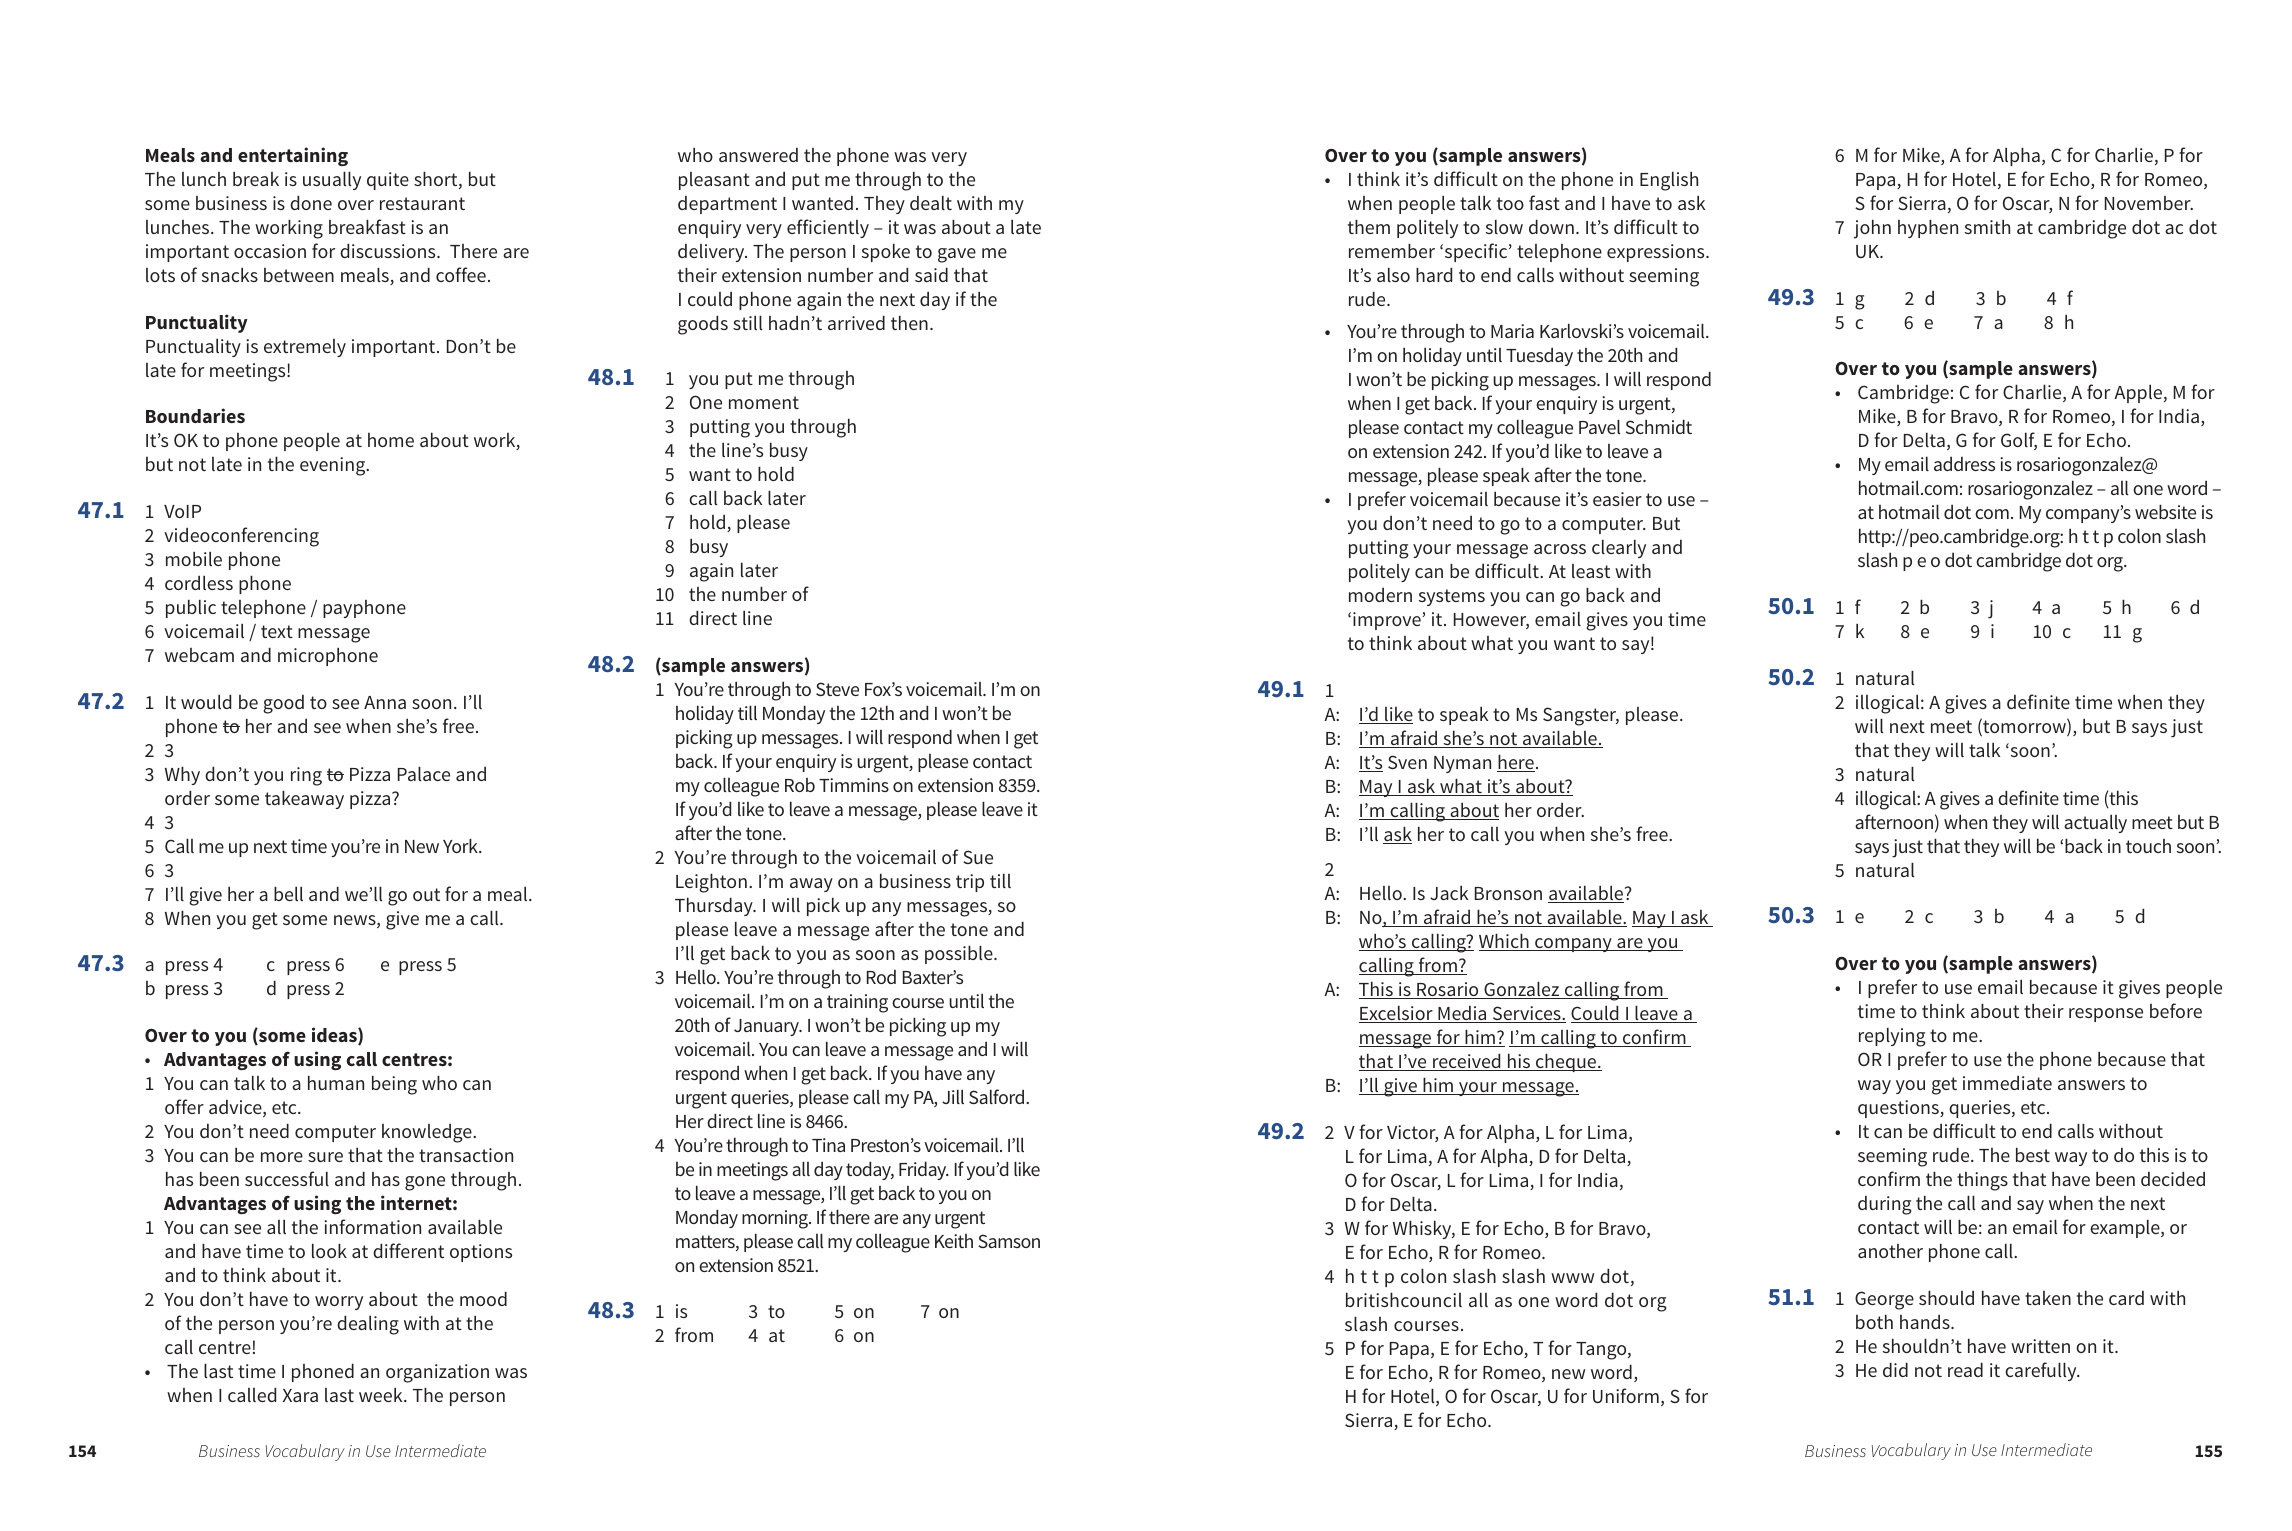 Meals and entertaining
The lunch break is usually quite short, but
some business is done over restaurant
lunches. The working breakfast is an
important occasion for discussions.  There are
lots of snacks between meals, and coffee.
Punctuality
Punctuality is extremely important. Don’t be
late for meetings!
Boundaries
It’s OK to phone people at home about work,
but not late in the evening.
47.1 1 VoIP
2 videoconferencing
3 mobile phone
4 cordless phone
5 public telephone / payphone
6 voicemail / text message
7 webcam and microphone
47.2 1 It would be good to see Anna soon. I’ll
phone to her and see when she’s free.
2 3
3 Why don’t you ring to Pizza Palace and
order some takeaway pizza?
4 3
5 Call me up next time you’re in New York.
6 3
7 I’ll give her a bell and we’ll go out for a meal.
8 When you get some news, give me a call.
47.3 a press 4 c press 6 e press 5
b press 3 d press 2
Over to you (some ideas)
• Advantages of using call centres:
1 You can talk to a human being who can
offer advice, etc.
2 You don’t need computer knowledge.
3 You can be more sure that the transaction
has been successful and has gone through.
Advantages of using the internet:
1 You can see all the information available
and have time to look at different options
and to think about it.
2 You don’t have to worry about  the mood
of the person you’re dealing with at the
call centre!
• The last time I phoned an organization was
when I called Xara last week. The person
who answered the phone was very
pleasant and put me through to the
department I wanted. They dealt with my
enquiry very efficiently – it was about a late
delivery. The person I spoke to gave me
their extension number and said that
I could phone again the next day if the
goods still hadn’t arrived then.
48.1 1 you put me through
2 One moment
3 putting you through
4 the line’s busy
5 want to hold
6 call back later
7 hold, please
8 busy
9 again later
10 the number of
11 direct line
48.2 (sample answers)
1 You’re through to Steve Fox’s voicemail. I’m on
holiday till Monday the 12th and I won’t be
picking up messages. I will respond when I get
back. If your enquiry is urgent, please contact
my colleague Rob Timmins on extension 8359.
If you’d like to leave a message, please leave it
after the tone.
2 You’re through to the voicemail of Sue
Leighton. I’m away on a business trip till
Thursday. I will pick up any messages, so
please leave a message after the tone and
I’ll get back to you as soon as possible.
3 Hello. You’re through to Rod Baxter’s
voicemail. I’m on a training course until the
20th of January. I won’t be picking up my
voicemail. You can leave a message and I will
respond when I get back. If you have any
urgent queries, please call my PA, Jill Salford.
Her direct line is 8466.
4 You’re through to Tina Preston’s voicemail. I’ll
be in meetings all day today, Friday. If you’d like
to leave a message, I’ll get back to you on
Monday morning. If there are any urgent
matters, please call my colleague Keith Samson
on extension 8521.
48.3 1 is 3 to 5 on 7 on
2 from 4 at 6 on
154 Business Vocabulary in Use Intermediate
Over to you (sample answers)
• I think it’s difficult on the phone in English
when people talk too fast and I have to ask
them politely to slow down. It’s difficult to
remember ‘specific’ telephone expressions.
It’s also hard to end calls without seeming
rude.
• You’re through to Maria Karlovski’s voicemail.
I’m on holiday until Tuesday the 20th and
I won’t be picking up messages. I will respond
when I get back. If your enquiry is urgent,
please contact my colleague Pavel Schmidt
on extension 242. If you’d like to leave a
message, please speak after the tone.
• I prefer voicemail because it’s easier to use –
you don’t need to go to a computer. But
putting your message across clearly and
politely can be difficult. At least with
modern systems you can go back and
‘improve’ it. However, email gives you time
to think about what you want to say!
49.1 1
A: I’d like to speak to Ms Sangster, please.
B: I’m afraid she’s not available.
A: It’s Sven Nyman here.
B: May I ask what it’s about?
A: I’m calling about her order.
B: I’ll ask her to call you when she’s free.
2
A: Hello. Is Jack Bronson available?
B: No, I’m afraid he’s not available. May I ask
who’s calling? Which company are you
calling from?
A: This is Rosario Gonzalez calling from
Excelsior Media Services. Could I leave a
message for him? I’m calling to confirm
that I’ve received his cheque.
B: I’ll give him your message.
49.2 2 V for Victor, A for Alpha, L for Lima,
L for Lima, A for Alpha, D for Delta,
O for Oscar, L for Lima, I for India,
D for Delta.
3 W for Whisky, E for Echo, B for Bravo,
E for Echo, R for Romeo.
4 h t t p colon slash slash www dot,
britishcouncil all as one word dot org
slash courses.
5 P for Papa, E for Echo, T for Tango,
E for Echo, R for Romeo, new word,
H for Hotel, O for Oscar, U for Uniform, S for
Sierra, E for Echo.
6 M for Mike, A for Alpha, C for Charlie, P for
Papa, H for Hotel, E for Echo, R for Romeo,
S for Sierra, O for Oscar, N for November.
7 john hyphen smith at cambridge dot ac dot
UK.
49.3 1 g 2 d 3 b 4 f
5 c 6 e 7 a 8 h
Over to you (sample answers)
• Cambridge: C for Charlie, A for Apple, M for
Mike, B for Bravo, R for Romeo, I for India,
D for Delta, G for Golf, E for Echo.
• My email address is rosariogonzalez@
hotmail.com: rosariogonzalez – all one word –
at hotmail dot com. My company’s website is
http://peo.cambridge.org: h t t p colon slash
slash p e o dot cambridge dot org.
50.1 1 f 2 b 3 j 4 a 5 h 6 d
7 k 8 e 9 i 10 c 11 g
50.2 1 natural
2 illogical: A gives a definite time when they
will next meet (tomorrow), but B says just
that they will talk ‘soon’.
3 natural
4 illogical: A gives a definite time (this
afternoon) when they will actually meet but B
says just that they will be ‘back in touch soon’.
5 natural
50.3 1 e 2 c 3 b 4 a 5 d
Over to you (sample answers)
• I prefer to use email because it gives people
time to think about their response before
replying to me.
OR I prefer to use the phone because that
way you get immediate answers to
questions, queries, etc.
• It can be difficult to end calls without
seeming rude. The best way to do this is to
confirm the things that have been decided
during the call and say when the next
contact will be: an email for example, or
another phone call.
51.1 1 George should have taken the card with
both hands.
2 He shouldn’t have written on it.
3 He did not read it carefully.
Business Vocabulary in Use Intermediate 155